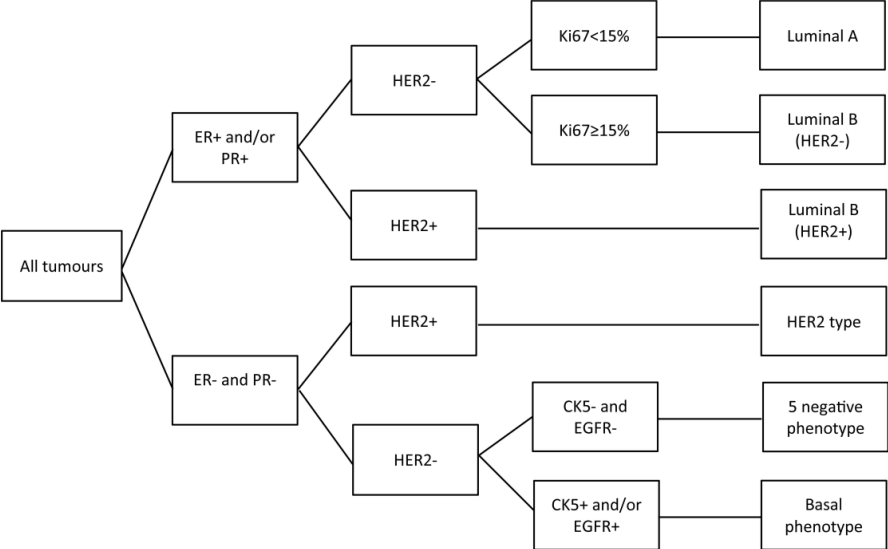 Ki67<15%
Luminal A
HER2-
Ki67≥15%
Luminal B
(HER2-)
ER+ and/or
PR+
HER2+
Luminal B
(HER2+)
All tumours
HER2+
HER2 type
ER- and PR-
CK5- and
EGFR-
5 negative
phenotype
HER2-
CK5+ and/or
EGFR+
Basal
phenotype